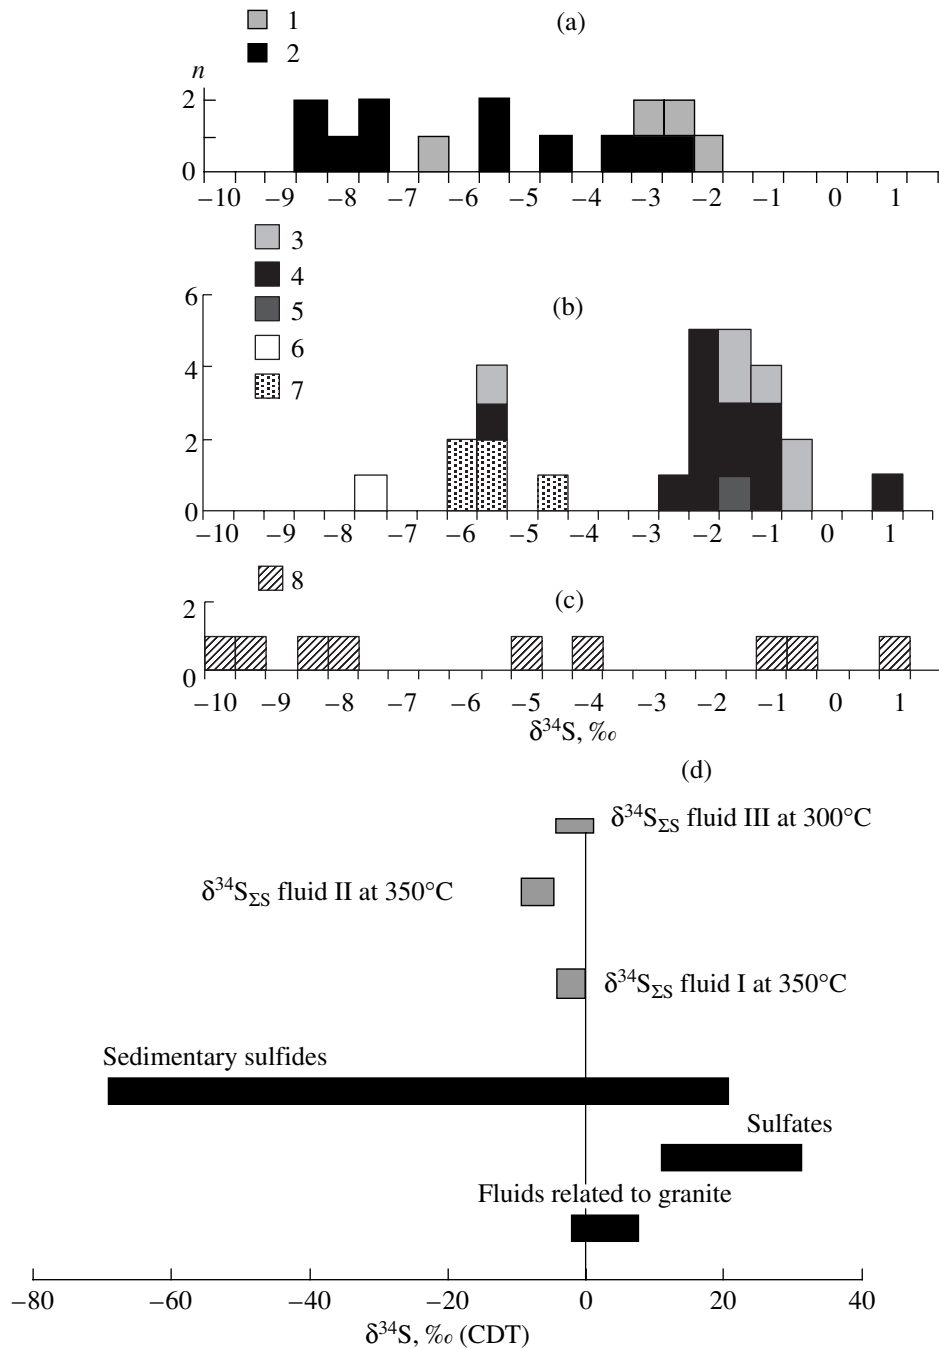 1
(a)
2
n
2
0
−10 −9 −8 −7 −6 −5 −4 −3 −2 −1 0 1
3
4
5
6
7
(b)
6
4
2
0
−10 −9 −8 −7 −6 −5 −4 −3 −2 −1 0 1
8
(c)
2
0
−10 −9 −8 −7 −6 −5 −4 −3 −2 −1 0 1
δ³⁴S, ‰
(d)
δ³⁴S_ΣS fluid III at 300°C
δ³⁴S_ΣS fluid II at 350°C
δ³⁴S_ΣS fluid I at 350°C
Sedimentary sulfides
Sulfates
Fluids related to granite
−80 −60 −40 −20 0 20 40
δ³⁴S, ‰ (CDT)